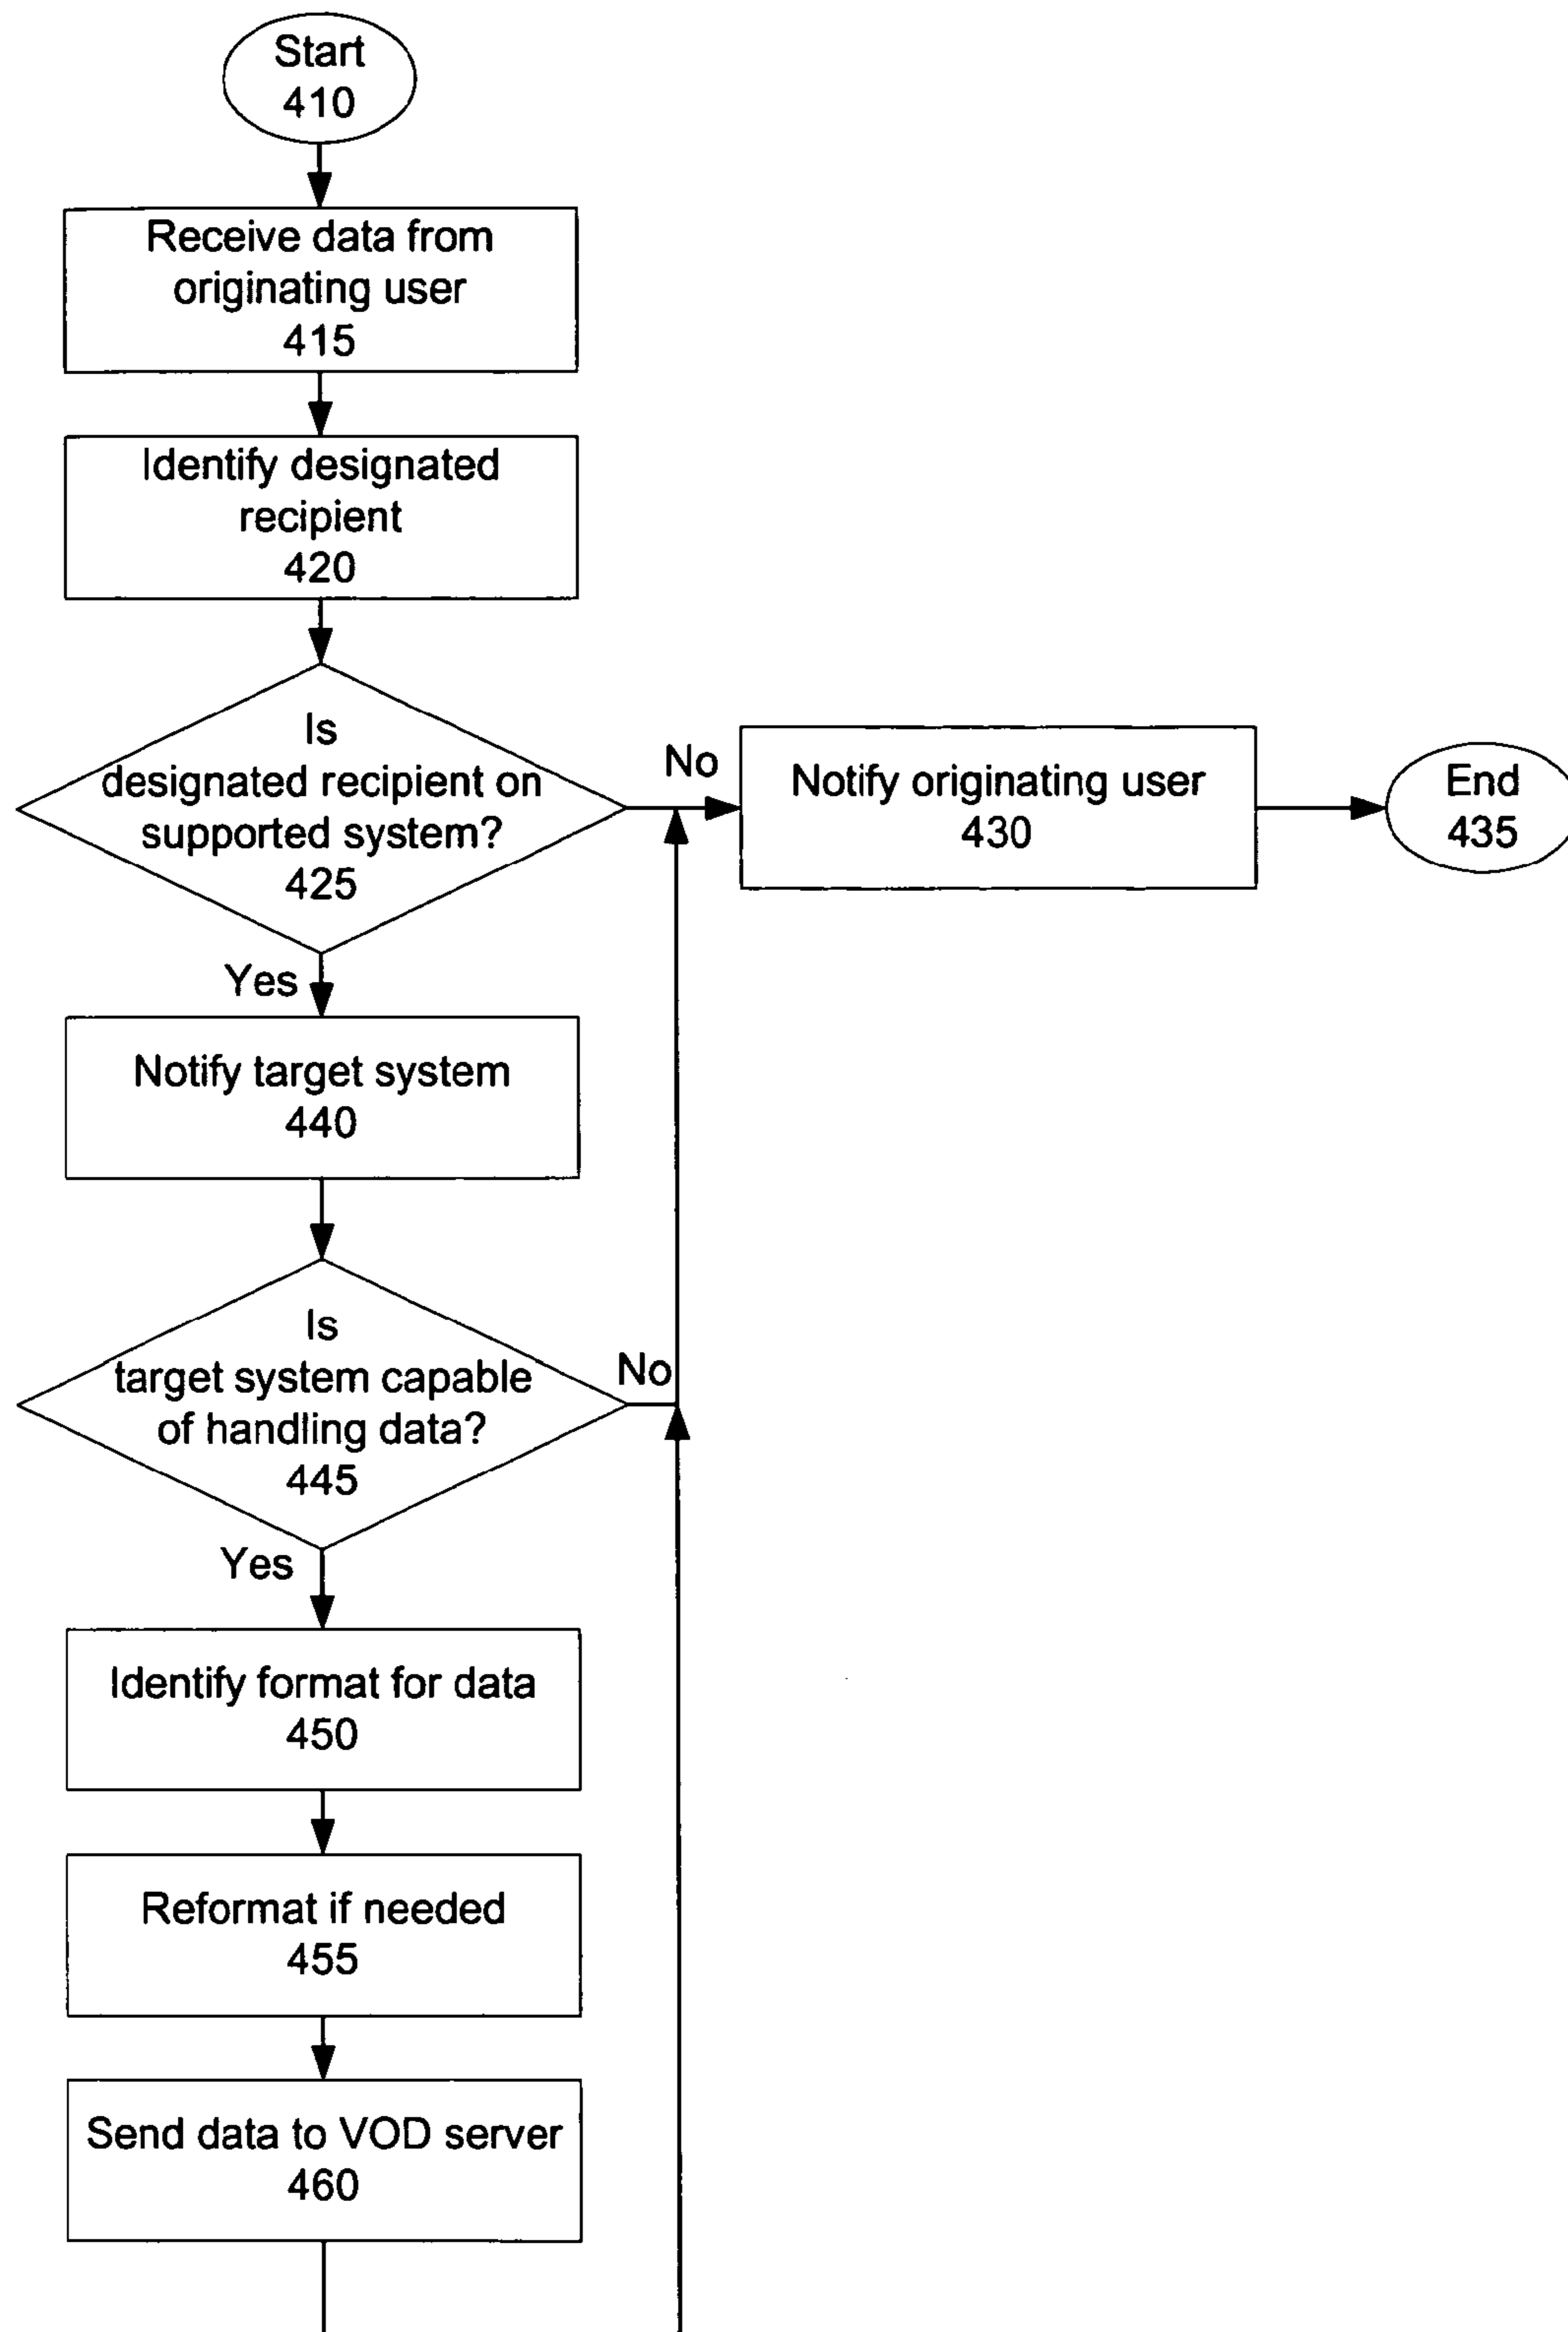 Start
410
Receive data from
originating user
415
Identify designated
recipient
420
Is
designated recipient on
supported system?
425
No
Notify originating user
430
End
435
Yes
Notify target system
440
Is
target system capable
of handling data?
445
No
Yes
Identify format for data
450
Reformat if needed
455
Send data to VOD server
460